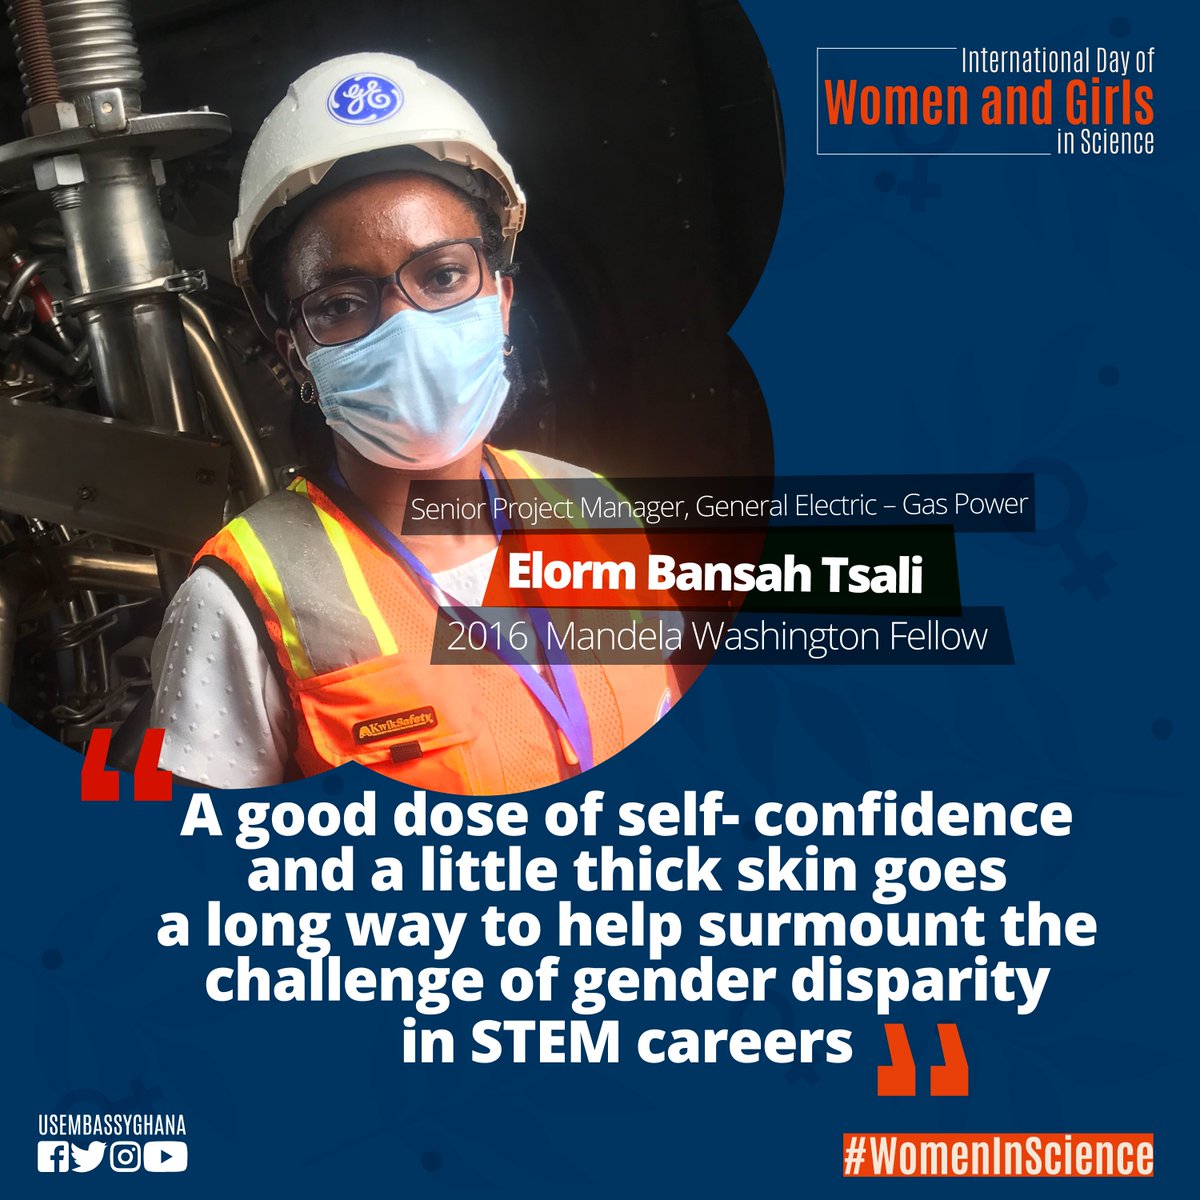 International Day of
Women and Girls
in Science
GE
Senior Project Manager, General Electric – Gas Power
Elorm Bansah Tsali
2016 Mandela Washington Fellow
KwikSafety
“A good dose of self- confidence
and a little thick skin goes
a long way to help surmount the
challenge of gender disparity
in STEM careers”
USEMBASSYGHANA
#WomenInScience